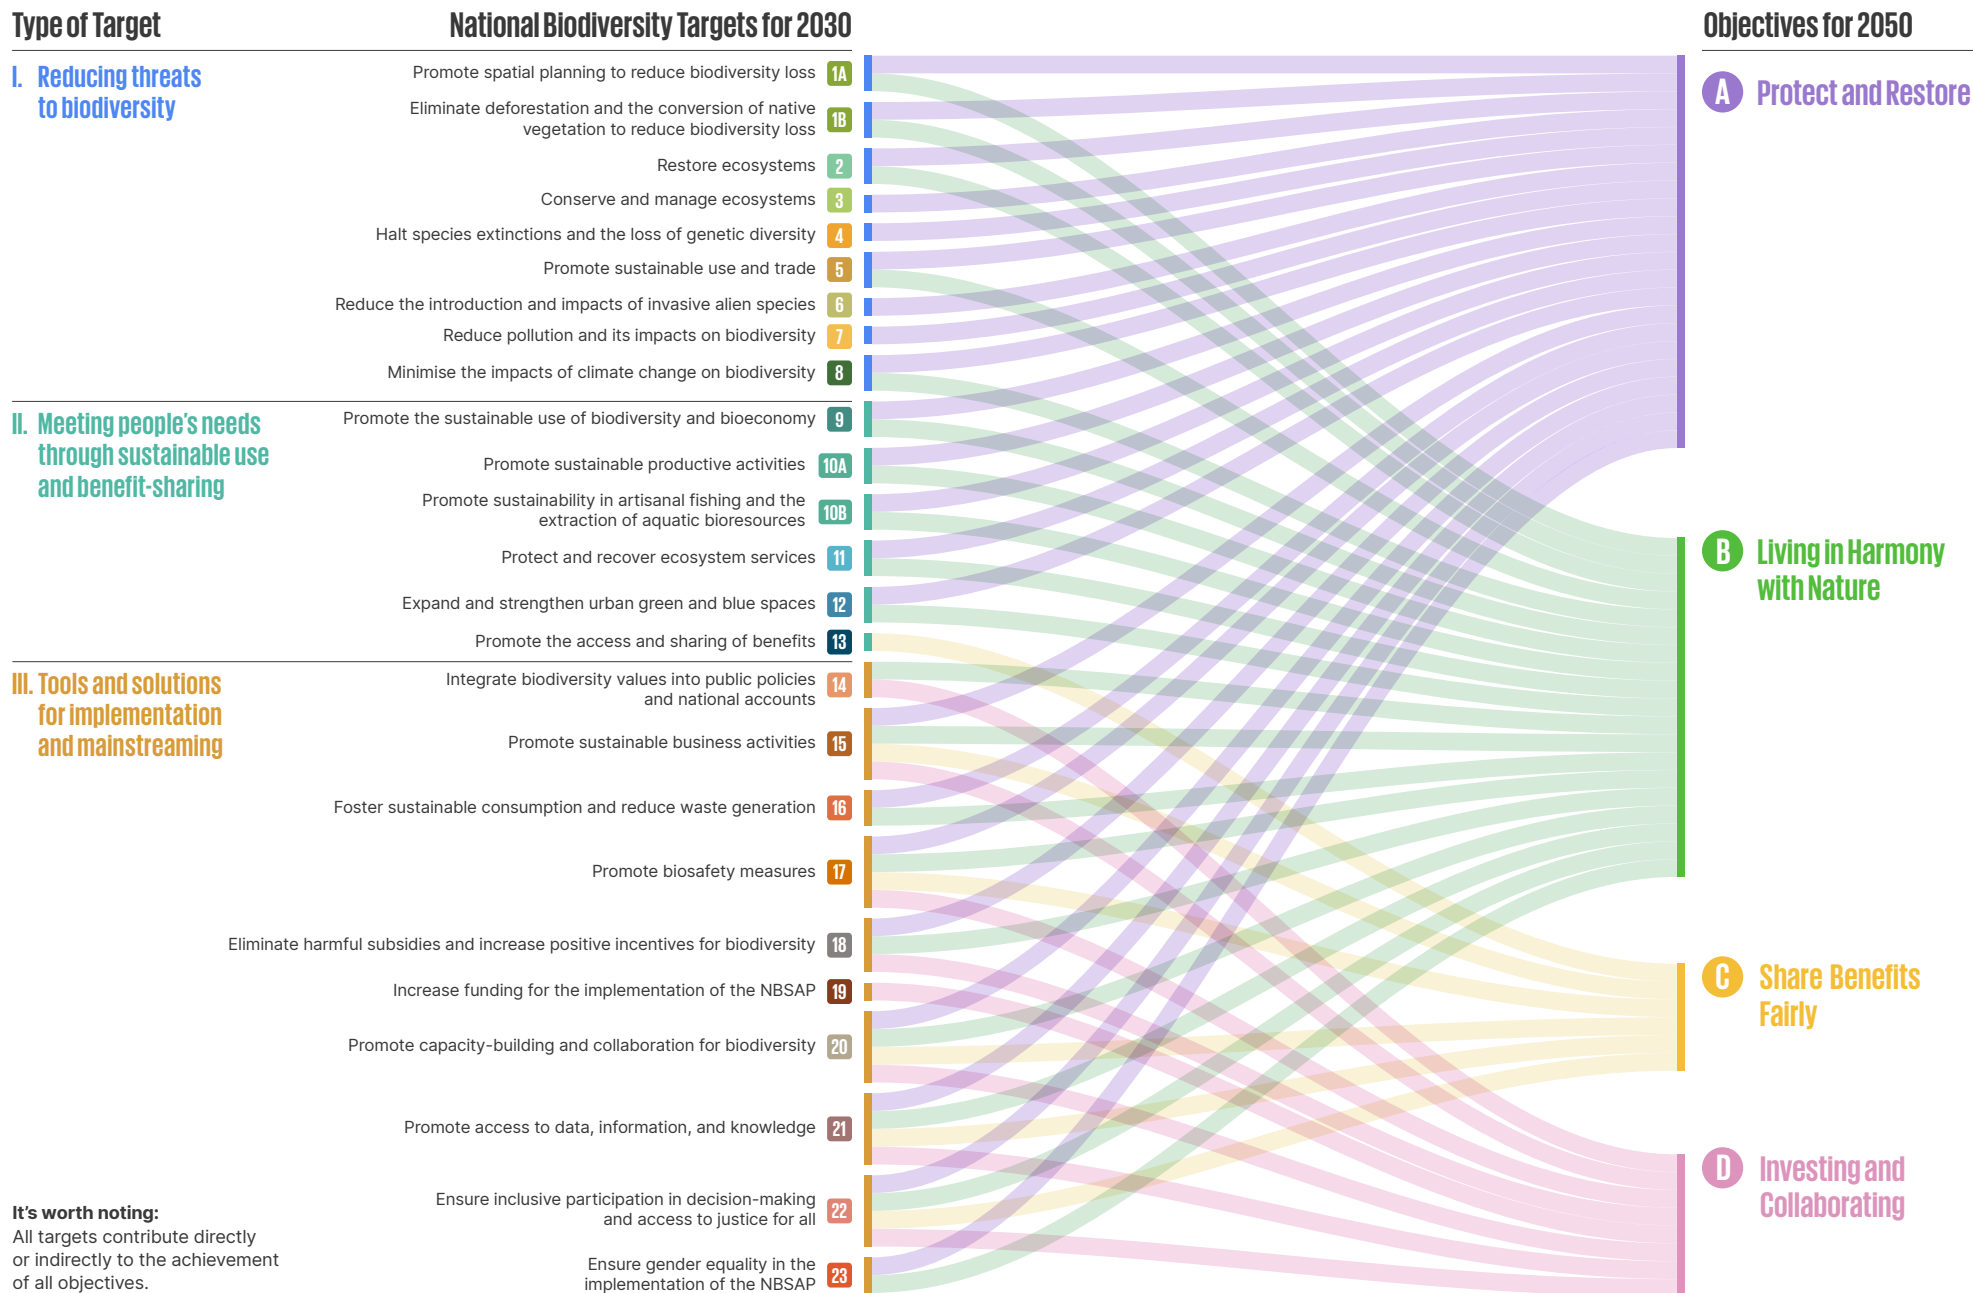 Type of Target
National Biodiversity Targets for 2030
Objectives for 2050
I. Reducing threats
to biodiversity
Promote spatial planning to reduce biodiversity loss 1A
Eliminate deforestation and the conversion of native
vegetation to reduce biodiversity loss 1B
Restore ecosystems 2
Conserve and manage ecosystems 3
Halt species extinctions and the loss of genetic diversity 4
Promote sustainable use and trade 5
Reduce the introduction and impacts of invasive alien species 6
Reduce pollution and its impacts on biodiversity 7
Minimise the impacts of climate change on biodiversity 8
II. Meeting people's needs
through sustainable use
and benefit-sharing
Promote the sustainable use of biodiversity and bioeconomy 9
Promote sustainable productive activities 10A
Promote sustainability in artisanal fishing and the
extraction of aquatic bioresources 10B
Protect and recover ecosystem services 11
Expand and strengthen urban green and blue spaces 12
Promote the access and sharing of benefits 13
III. Tools and solutions
for implementation
and mainstreaming
Integrate biodiversity values into public policies
and national accounts 14
Promote sustainable business activities 15
Foster sustainable consumption and reduce waste generation 16
Promote biosafety measures 17
Eliminate harmful subsidies and increase positive incentives for biodiversity 18
Increase funding for the implementation of the NBSAP 19
Promote capacity-building and collaboration for biodiversity 20
Promote access to data, information, and knowledge 21
Ensure inclusive participation in decision-making
and access to justice for all 22
Ensure gender equality in the
implementation of the NBSAP 23
It's worth noting:
All targets contribute directly
or indirectly to the achievement
of all objectives.
A Protect and Restore
B Living in Harmony
with Nature
C Share Benefits
Fairly
D Investing and
Collaborating